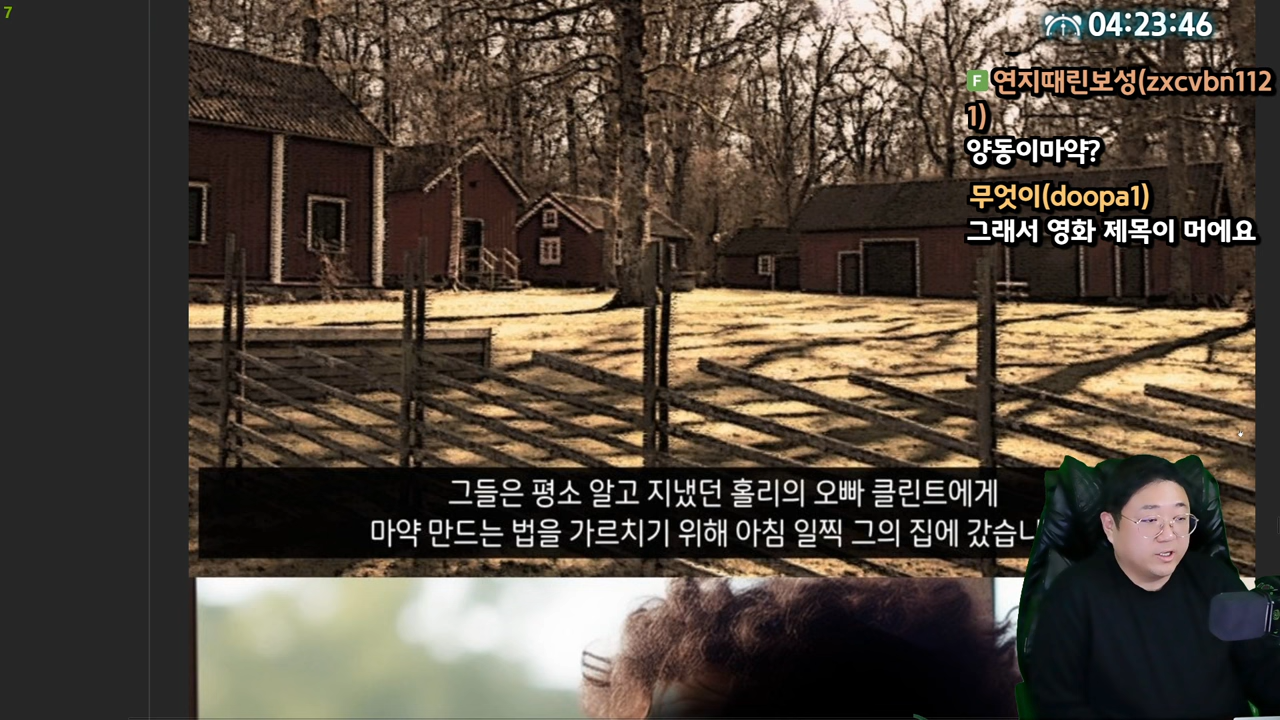 7
04:23:46
F 연지때린보성(zxcvbn112
1)
양동이마약?
무엇이(doopa1)
그래서 영화 제목이 머에요
그들은 평소 알고 지냈던 홀리의 오빠 클린트에게
마약 만드는 법을 가르치기 위해 아침 일찍 그의 집에 갔습니